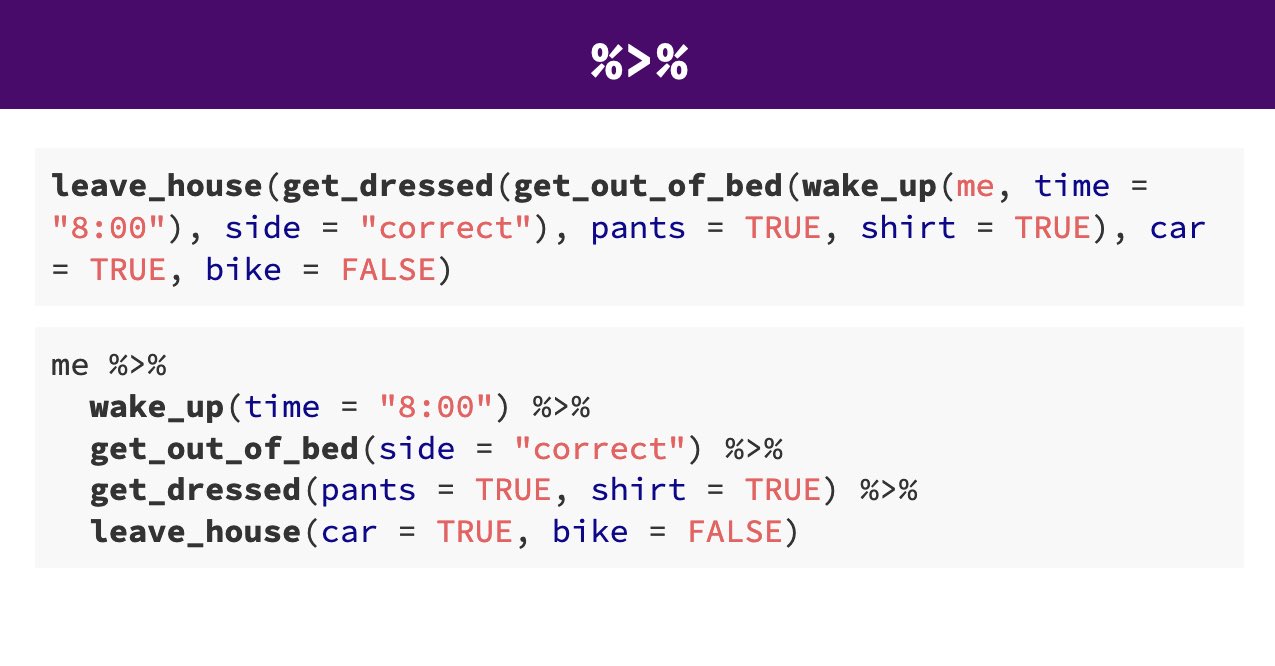 %>%
leave_house(get_dressed(get_out_of_bed(wake_up(me, time =
"8:00"), side = "correct"), pants = TRUE, shirt = TRUE), car
= TRUE, bike = FALSE)
me %>%
  wake_up(time = "8:00") %>%
  get_out_of_bed(side = "correct") %>%
  get_dressed(pants = TRUE, shirt = TRUE) %>%
  leave_house(car = TRUE, bike = FALSE)